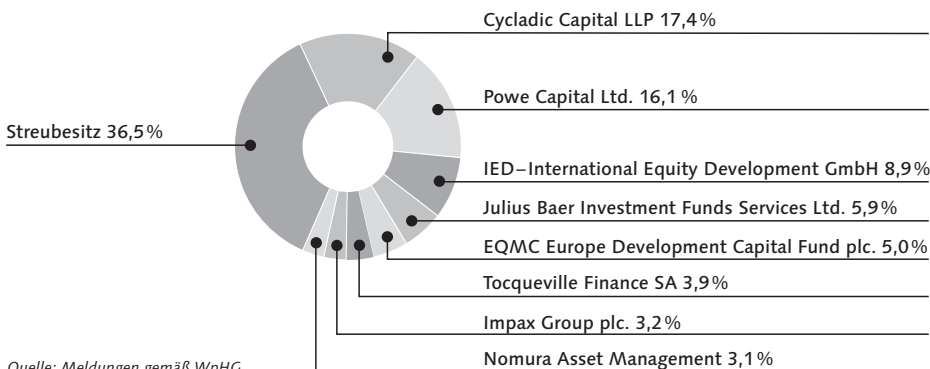 Cycladic Capital LLP 17,4%
Powe Capital Ltd. 16,1%
Streubesitz 36,5%
IED–International Equity Development GmbH 8,9%
Julius Baer Investment Funds Services Ltd. 5,9%
EQMC Europe Development Capital Fund plc. 5,0%
Tocqueville Finance SA 3,9%
Impax Group plc. 3,2%
Nomura Asset Management 3,1%
Quelle: Meldungen gemäß WpHG